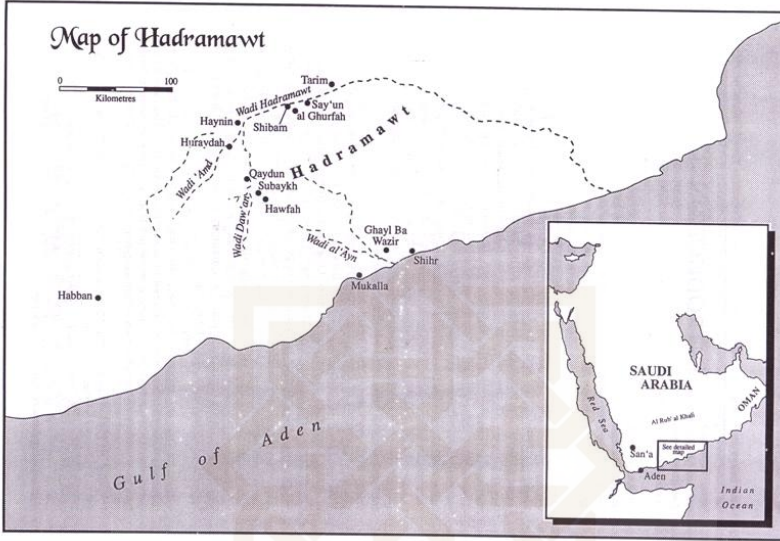 Map of Hadramawt
0 100
Kilometres
Tarim
Wadi Hadramawt
Say'un
al Ghurfah
Shibam
Haynin
Huraydah
Hadramawt
Wadi 'Amd
Qaydun
Subaykh
Hawfah
Wadi Daw'an
Ghayl Ba
Wazir
Wadi al'Ayn
Shihr
Mukalla
Habban
Gulf of Aden
SAUDI
ARABIA
OMAN
Red Sea
Al Rub' al Khali
San'a
See detailed
map
Aden
Indian
Ocean